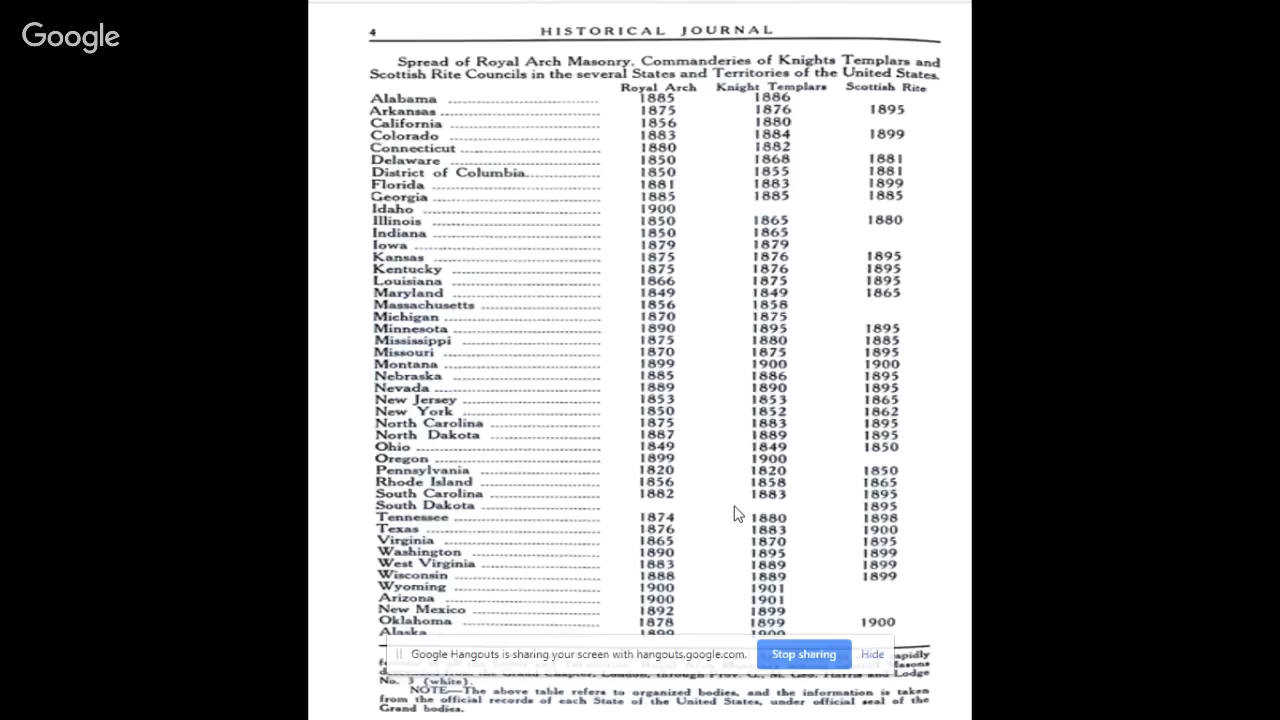 Google
4 HISTORICAL JOURNAL
Spread of Royal Arch Masonry, Commanderies of Knights Templars and
Scottish Rite Councils in the several States and Territories of the United States.
Royal Arch Knight Templars Scottish Rite
Alabama 1885 1886
Arkansas 1875 1876 1895
California 1856 1880
Colorado 1883 1884 1899
Connecticut 1880 1882
Delaware 1850 1868 1881
District of Columbia 1850 1855 1881
Florida 1881 1883 1899
Georgia 1885 1885 1885
Idaho 1900
Illinois 1850 1865 1880
Indiana 1850 1865
Iowa 1879 1879
Kansas 1875 1876 1895
Kentucky 1875 1876 1895
Louisiana 1866 1875 1895
Maryland 1849 1849 1865
Massachusetts 1856 1858
Michigan 1870 1875
Minnesota 1890 1895 1895
Mississippi 1875 1880 1885
Missouri 1870 1875 1895
Montana 1899 1900 1900
Nebraska 1885 1886 1895
Nevada 1889 1890 1895
New Jersey 1853 1853 1865
New York 1850 1852 1862
North Carolina 1875 1883 1895
North Dakota 1887 1889 1895
Ohio 1849 1849 1850
Oregon 1899 1900
Pennsylvania 1820 1820 1850
Rhode Island 1856 1858 1865
South Carolina 1882 1883 1895
South Dakota 1895
Tennessee 1874 1880 1898
Texas 1876 1883 1900
Virginia 1865 1870 1895
Washington 1890 1895 1899
West Virginia 1883 1889 1899
Wisconsin 1888 1889 1899
Wyoming 1900 1901
Arizona 1900 1901
New Mexico 1892 1899
Oklahoma 1878 1899 1900
Alaska 1899 1900
Google Hangouts is sharing your screen with hangouts.google.com. Stop sharing Hide
rapidly
Masons
Lodge
No. 3 (white).
NOTE—The above table refers to organized bodies, and the information is taken
from the official records of each State of the United States, under official seal of the
Grand bodies.